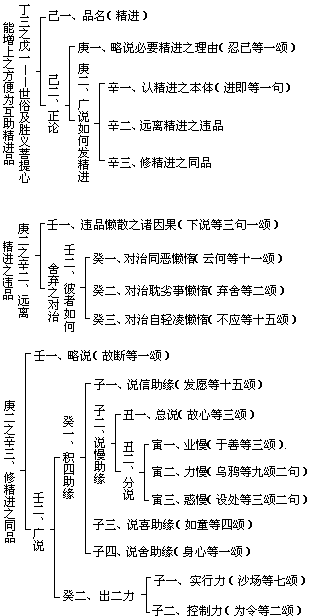 丁三之戊一——世俗及胜义菩提心
能增上之方便为互助精进品
己一、品名(精进)
己二、正论
庚一、略说必要精进之理由(忍已等一颂)
庚二、广说如何发精进
辛一、认精进之本体(进即等一句)
辛二、远离精进之违品
辛三、修精进之同品
庚二之辛二、远离
精进之违品
壬一、违品懒散之诸因果(下说等三句一颂)
壬二、彼者如何
舍弃之对治
癸一、对治同恶懒惰(云何等十一颂)
癸二、对治耽劣事懒惰(弃舍等二颂)
癸三、对治自轻凌懒惰(不应等十五颂)
庚二之辛三、修精进之同品
壬一、略说(故断等一颂)
壬二、广说
癸一、积四助缘
子一、说信助缘(发愿等十五颂)
子二、说慢助缘
丑一、总说(故心等三颂)
丑二、分说
寅一、业慢(于善等三颂).
寅二、力慢(乌鸦等九颂二句)
寅三、惑慢(设处等三颂二句)
子三、说喜助缘(如童等四颂)
子四、说舍助缘(身心等一颂)
癸二、出二力
子一、实行力(沙场等七颂)
子二、控制力(为令等二颂)